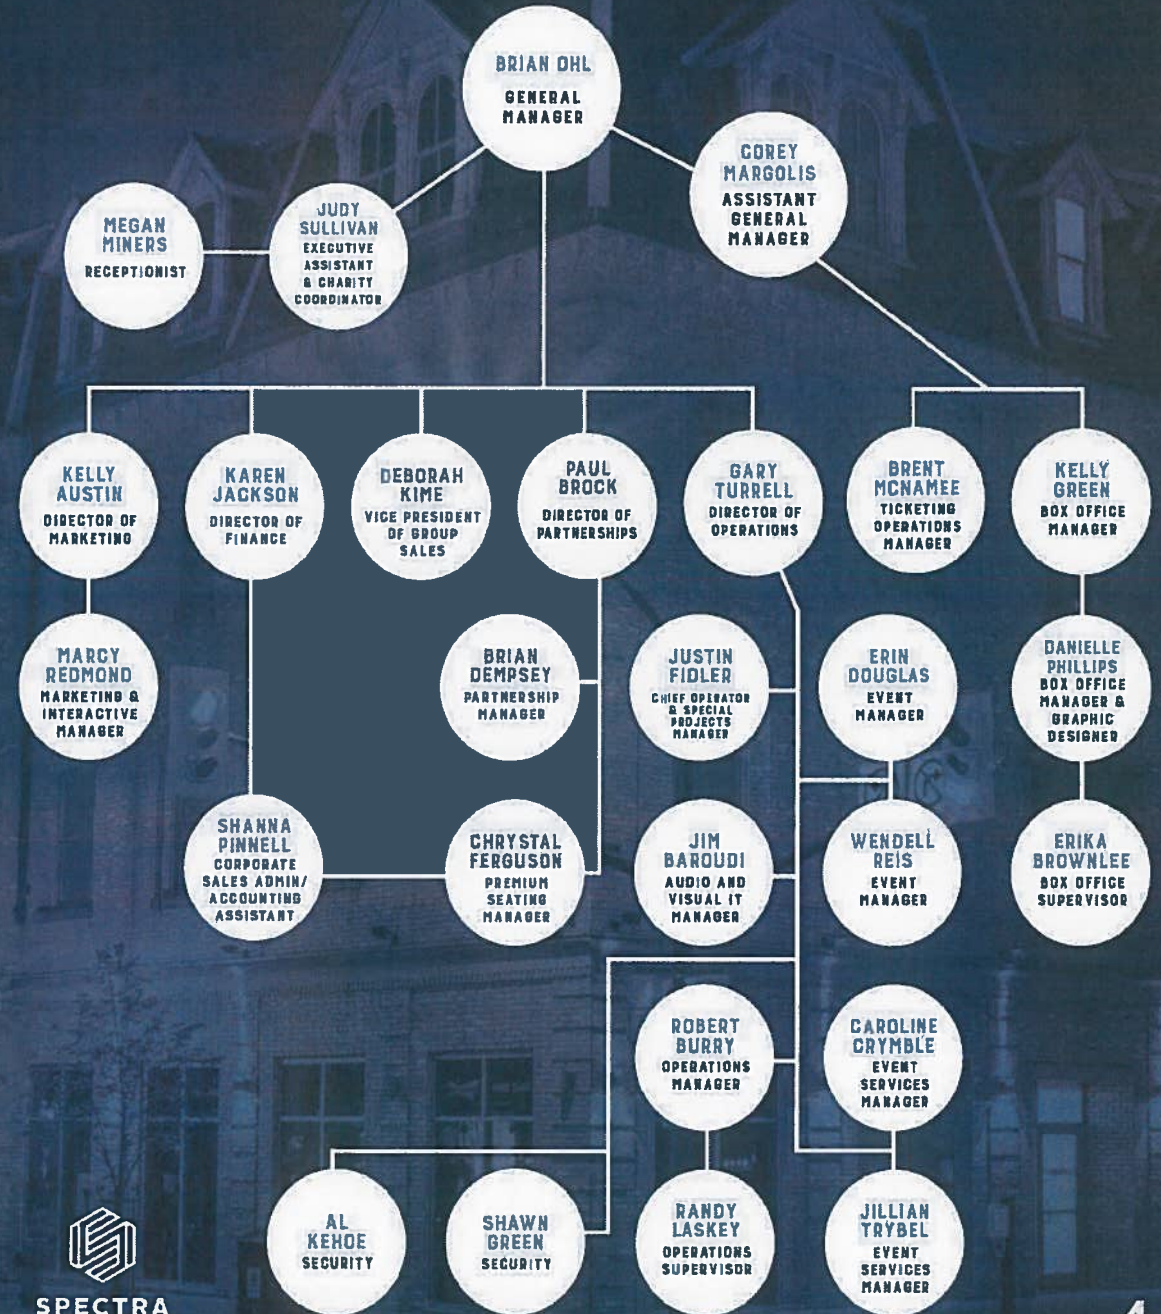 BRIAN OHL
GENERAL
MANAGER
COREY
MARGOLIS
ASSISTANT
GENERAL
MANAGER
MEGAN
MINERS
RECEPTIONIST
JUDY
SULLIVAN
EXECUTIVE
ASSISTANT
& CHARITY
COORDINATOR
KELLY
AUSTIN
DIRECTOR OF
MARKETING
KAREN
JACKSON
DIRECTOR OF
FINANCE
DEBORAH
KIME
VICE PRESIDENT
OF GROUP
SALES
PAUL
BROCK
DIRECTOR OF
PARTNERSHIPS
GARY
TURRELL
DIRECTOR OF
OPERATIONS
BRENT
MCNAMEE
TICKETING
OPERATIONS
MANAGER
KELLY
GREEN
BOX OFFICE
MANAGER
MARCY
REDMOND
MARKETING &
INTERACTIVE
MANAGER
BRIAN
DEMPSEY
PARTNERSHIP
MANAGER
JUSTIN
FIDLER
CHIEF OPERATOR
& SPECIAL
PROJECTS
MANAGER
ERIN
DOUGLAS
EVENT
MANAGER
DANIELLE
PHILLIPS
BOX OFFICE
MANAGER &
GRAPHIC
DESIGNER
SHANNA
PINNELL
CORPORATE
SALES ADMIN/
ACCOUNTING
ASSISTANT
CHRYSTAL
FERGUSON
PREMIUM
SEATING
MANAGER
JIM
BAROUDI
AUDIO AND
VISUAL IT
MANAGER
WENDELL
REIS
EVENT
MANAGER
ERIKA
BROWNLEE
BOX OFFICE
SUPERVISOR
ROBERT
BURRY
OPERATIONS
MANAGER
CAROLINE
CRYMBLE
EVENT
SERVICES
MANAGER
AL
KEHOE
SECURITY
SHAWN
GREEN
SECURITY
RANDY
LASKEY
OPERATIONS
SUPERVISOR
JILLIAN
TRYBEL
EVENT
SERVICES
MANAGER
SPECTRA
4